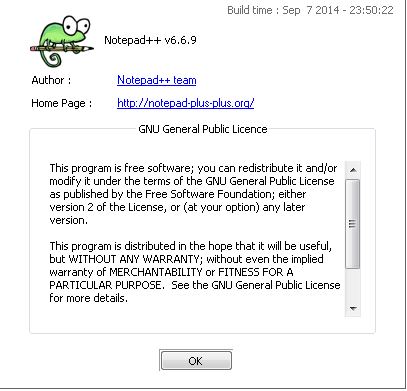 Build time : Sep 7 2014 - 23:50:22
Notepad++ v6.6.9
Author : Notepad++ team
Home Page : http://notepad-plus-plus.org/
GNU General Public Licence
This program is free software; you can redistribute it and/or
modify it under the terms of the GNU General Public License
as published by the Free Software Foundation; either
version 2 of the License, or (at your option) any later
version.
This program is distributed in the hope that it will be useful,
but WITHOUT ANY WARRANTY; without even the implied
warranty of MERCHANTABILITY or FITNESS FOR A
PARTICULAR PURPOSE. See the GNU General Public License
for more details.
OK